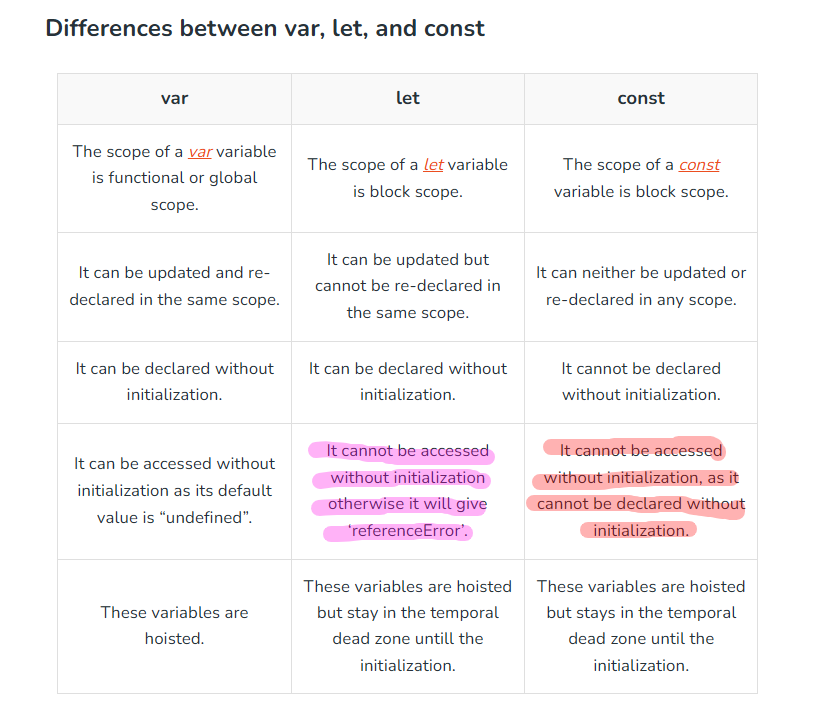 Differences between var, let, and const
var
let
const
The scope of a var variable
is functional or global
scope.
The scope of a let variable
is block scope.
The scope of a const
variable is block scope.
It can be updated and re-
declared in the same scope.
It can be updated but
cannot be re-declared in
the same scope.
It can neither be updated or
re-declared in any scope.
It can be declared without
initialization.
It can be declared without
initialization.
It cannot be declared
without initialization.
It can be accessed without
initialization as its default
value is “undefined”.
It cannot be accessed
without initialization
otherwise it will give
‘referenceError’.
It cannot be accessed
without initialization, as it
cannot be declared without
initialization.
These variables are
hoisted.
These variables are hoisted
but stay in the temporal
dead zone untill the
initialization.
These variables are hoisted
but stays in the temporal
dead zone until the
initialization.